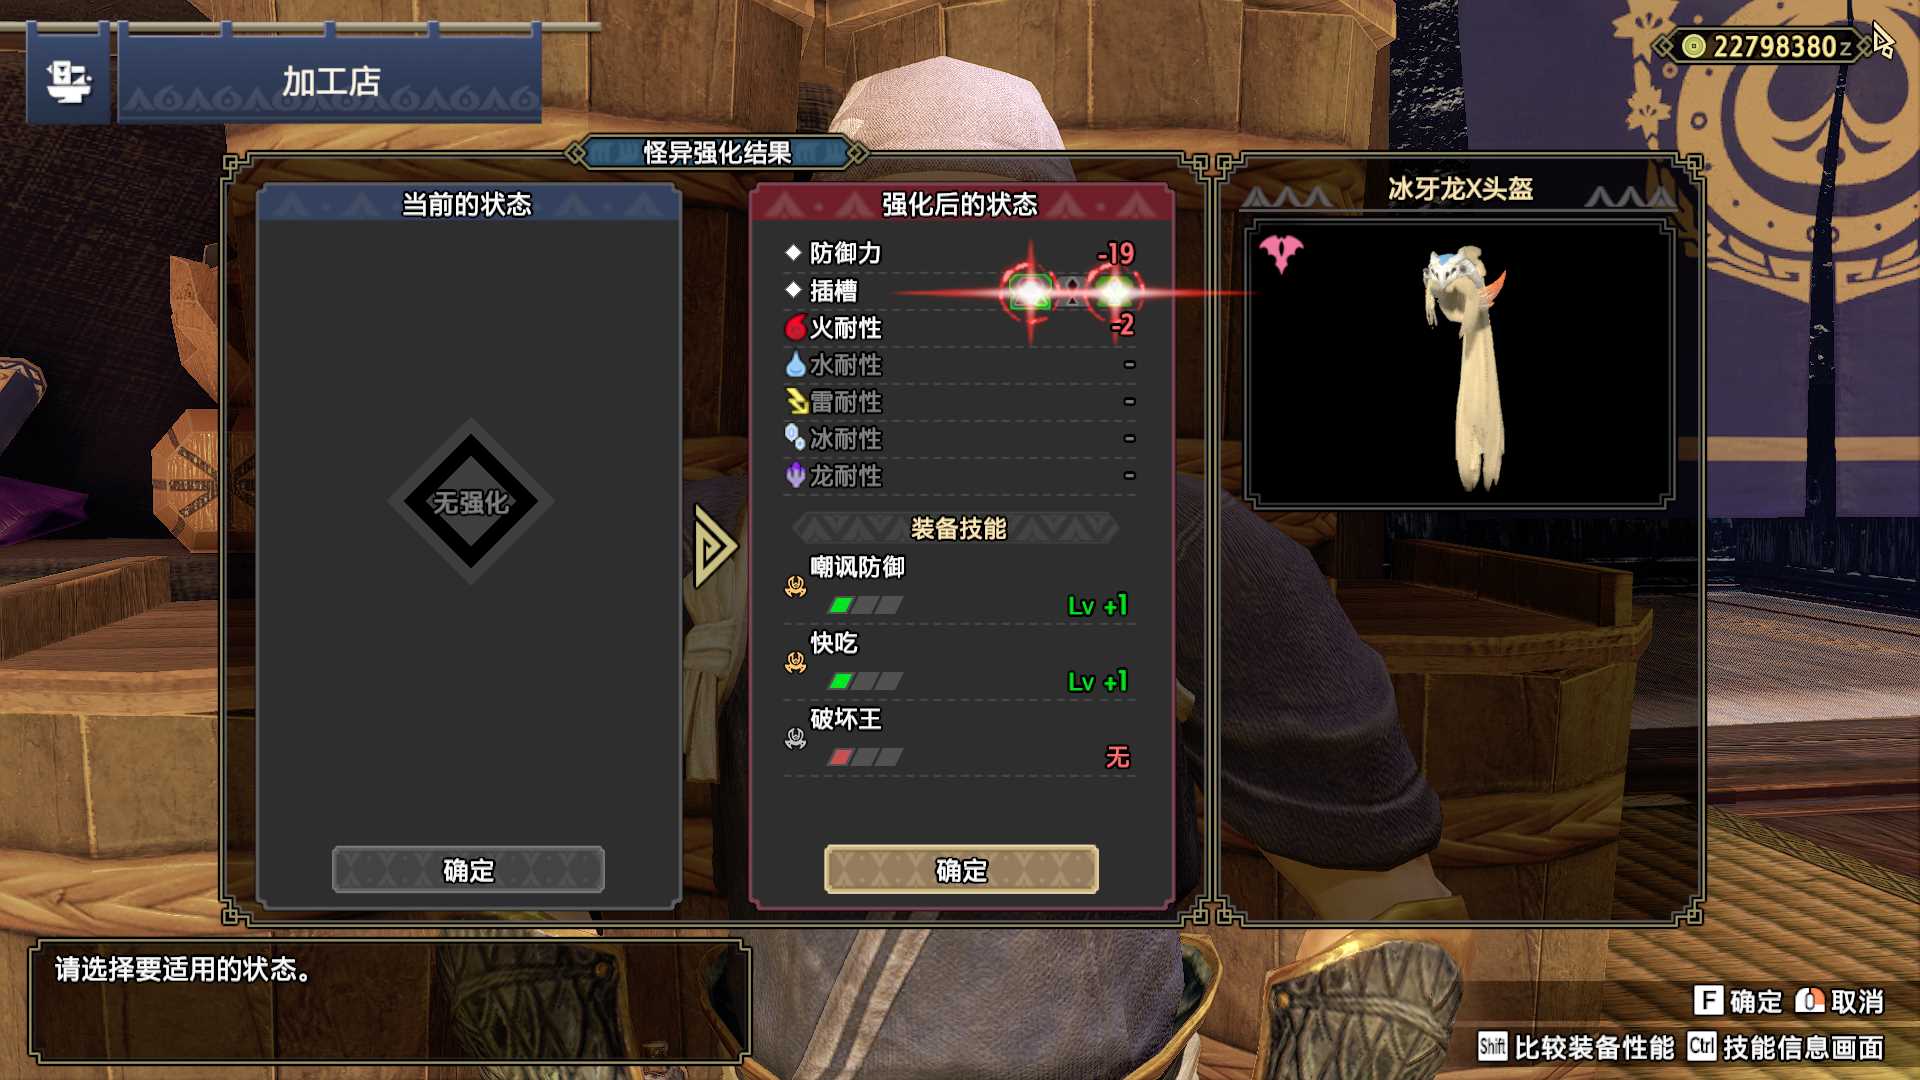 加工店
22798380z
怪异强化结果
当前的状态
无强化
确定
强化后的状态
防御力 -19
插槽
火耐性 -2
水耐性 -
雷耐性 -
冰耐性 -
龙耐性 -
装备技能
嘲讽防御
Lv +1
快吃
Lv +1
破坏王
无
确定
冰牙龙X头盔
请选择要适用的状态。
F 确定 取消
Shift 比较装备性能 Ctrl 技能信息画面